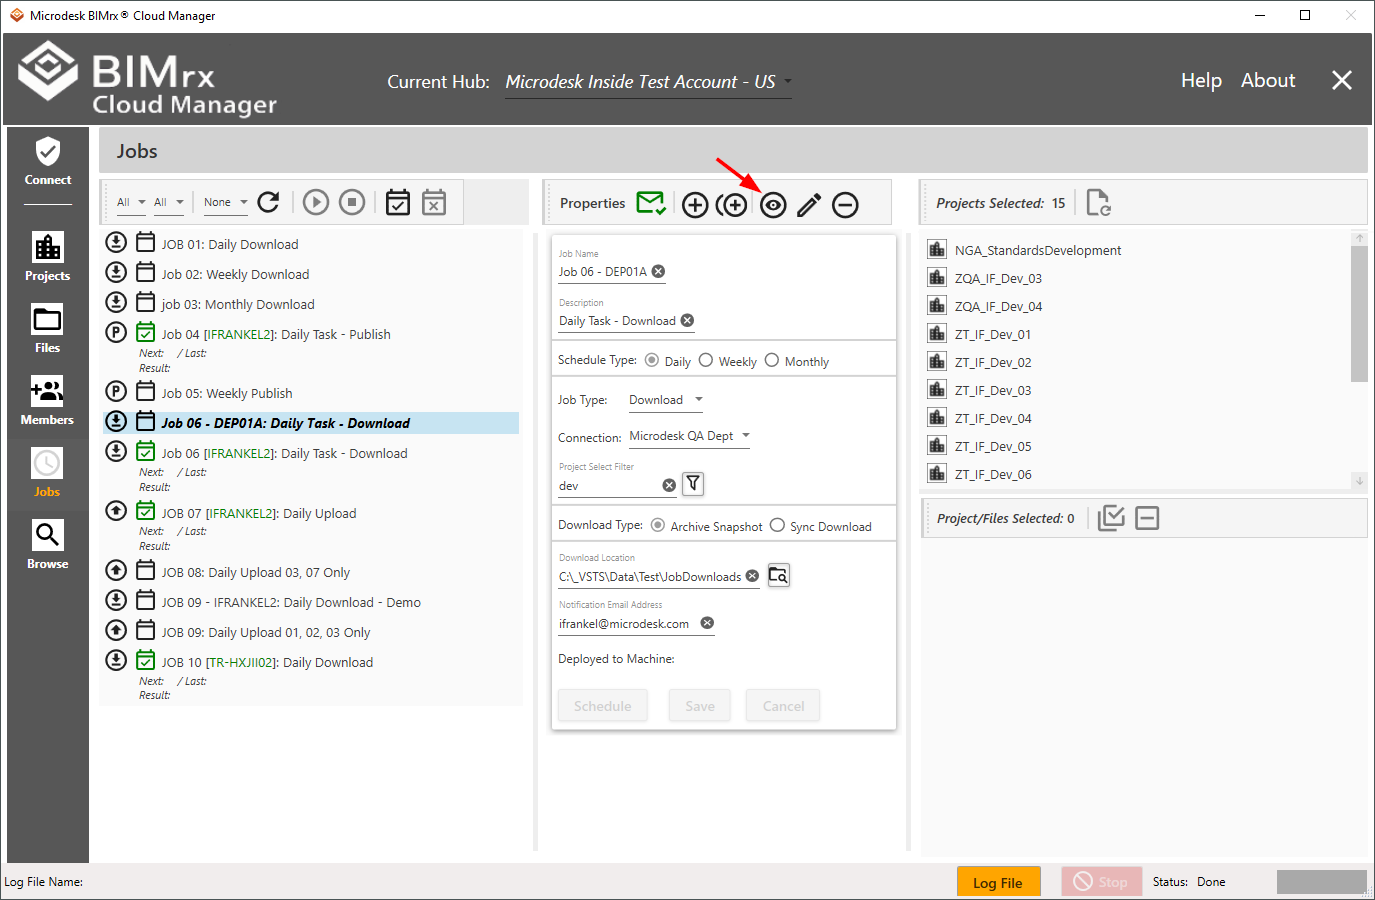 Microdesk BIMrx® Cloud Manager
BIMrx
Cloud Manager
Current Hub: Microdesk Inside Test Account - US
Help About
Connect
Projects
Files
Members
Jobs
Browse
Jobs
All All None
JOB 01: Daily Download
Job 02: Weekly Download
job 03: Monthly Download
P Job 04 [IFRANKEL2]: Daily Task - Publish
Next: / Last:
Result:
P Job 05: Weekly Publish
Job 06 - DEP01A: Daily Task - Download
Job 06 [IFRANKEL2]: Daily Task - Download
Next: / Last:
Result:
JOB 07 [IFRANKEL2]: Daily Upload
Next: / Last:
Result:
JOB 08: Daily Upload 03, 07 Only
JOB 09 - IFRANKEL2: Daily Download - Demo
JOB 09: Daily Upload 01, 02, 03 Only
JOB 10 [TR-HXJII02]: Daily Download
Next: / Last:
Result:
Properties
Job Name
Job 06 - DEP01A
Description
Daily Task - Download
Schedule Type: Daily Weekly Monthly
Job Type: Download
Connection: Microdesk QA Dept
Project Select Filter
dev
Download Type: Archive Snapshot Sync Download
Download Location
C:\_VSTS\Data\Test\JobDownloads
Notification Email Address
ifrankel@microdesk.com
Deployed to Machine:
Schedule Save Cancel
Projects Selected: 15
NGA_StandardsDevelopment
ZQA_IF_Dev_03
ZQA_IF_Dev_04
ZT_IF_Dev_01
ZT_IF_Dev_02
ZT_IF_Dev_03
ZT_IF_Dev_04
ZT_IF_Dev_05
ZT_IF_Dev_06
Project/Files Selected: 0
Log File Name:
Log File
Stop
Status: Done